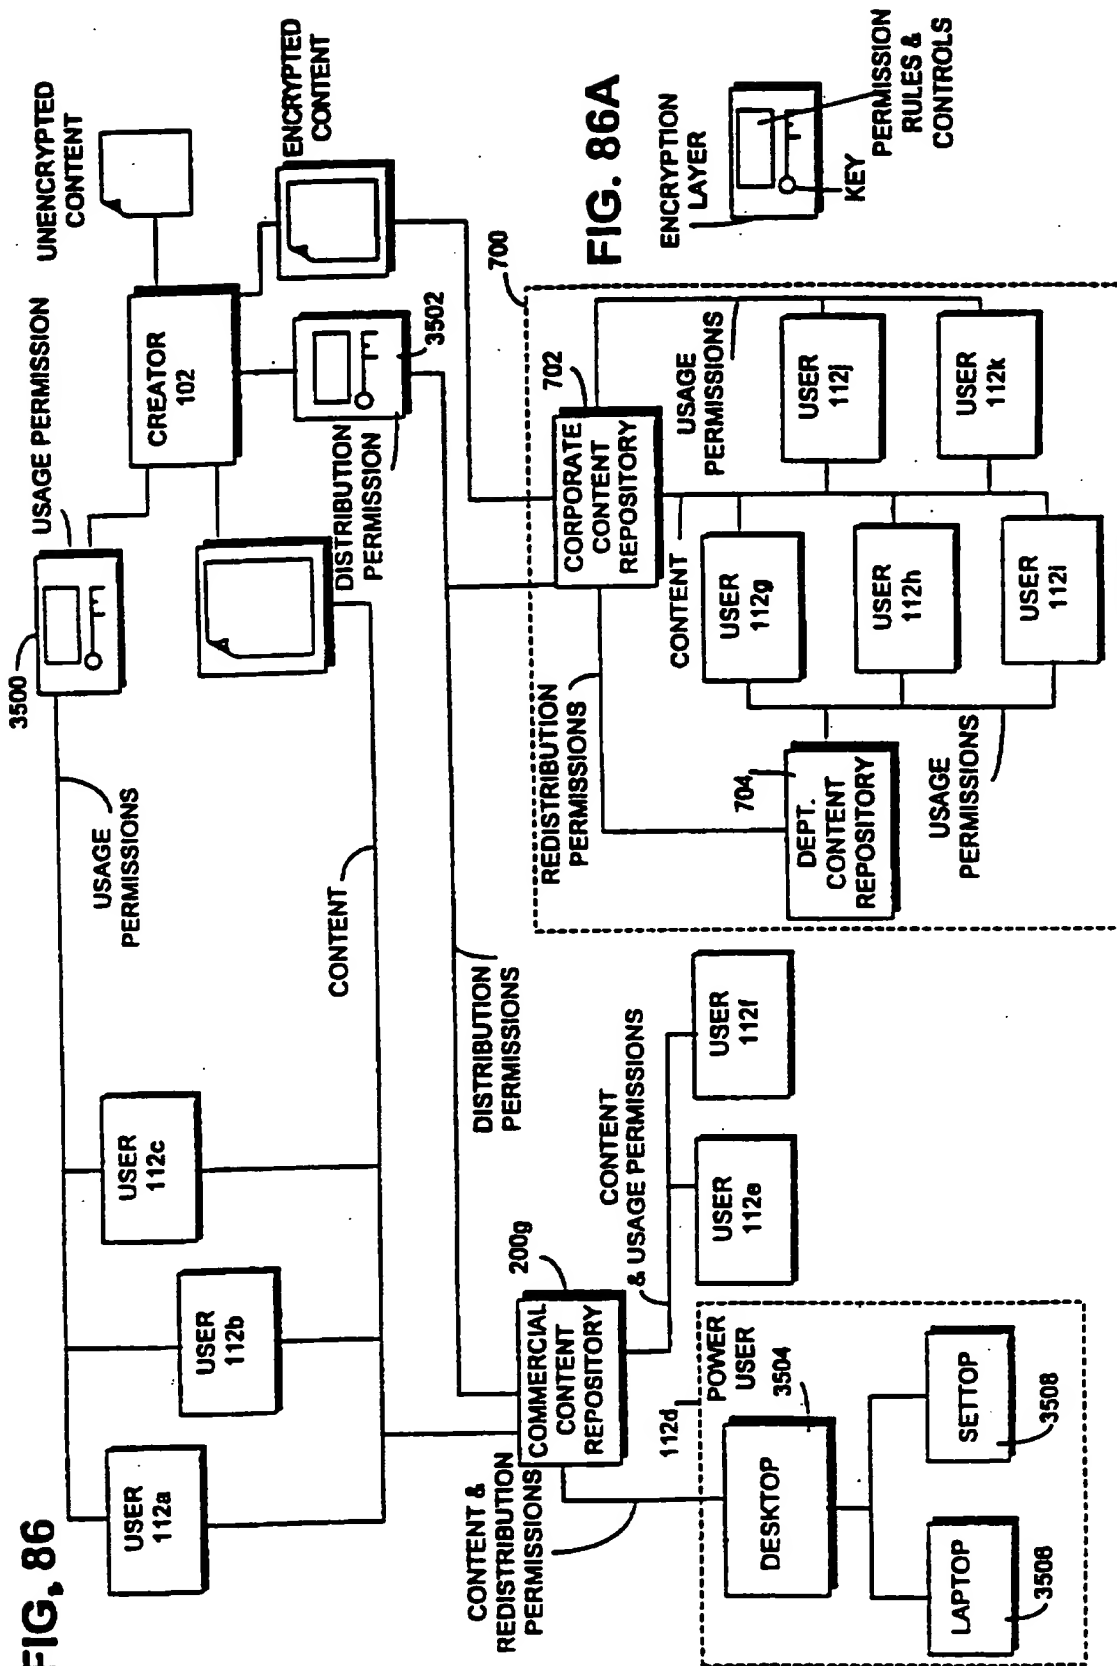 FIG. 86
USER
112a
USER
112b
USER
112c
USAGE
PERMISSIONS
3500
USAGE PERMISSION
CREATOR
102
UNENCRYPTED
CONTENT
ENCRYPTED
CONTENT
DISTRIBUTION
PERMISSION
3502
CONTENT
DISTRIBUTION
PERMISSIONS
COMMERCIAL
CONTENT
REPOSITORY
200g
CONTENT &
REDISTRIBUTION
PERMISSIONS
CONTENT
& USAGE PERMISSIONS
USER
112e
USER
112f
112d
POWER
USER
3504
DESKTOP
LAPTOP
3508
SETTOP
3508
700
CORPORATE
CONTENT
REPOSITORY
702
REDISTRIBUTION
PERMISSIONS
704
DEPT.
CONTENT
REPOSITORY
CONTENT
USAGE
PERMISSIONS
USER
112g
USER
112h
USER
112i
USER
112j
USER
112k
USAGE
PERMISSIONS
FIG. 86A
ENCRYPTION
LAYER
KEY
PERMISSION
RULES &
CONTROLS